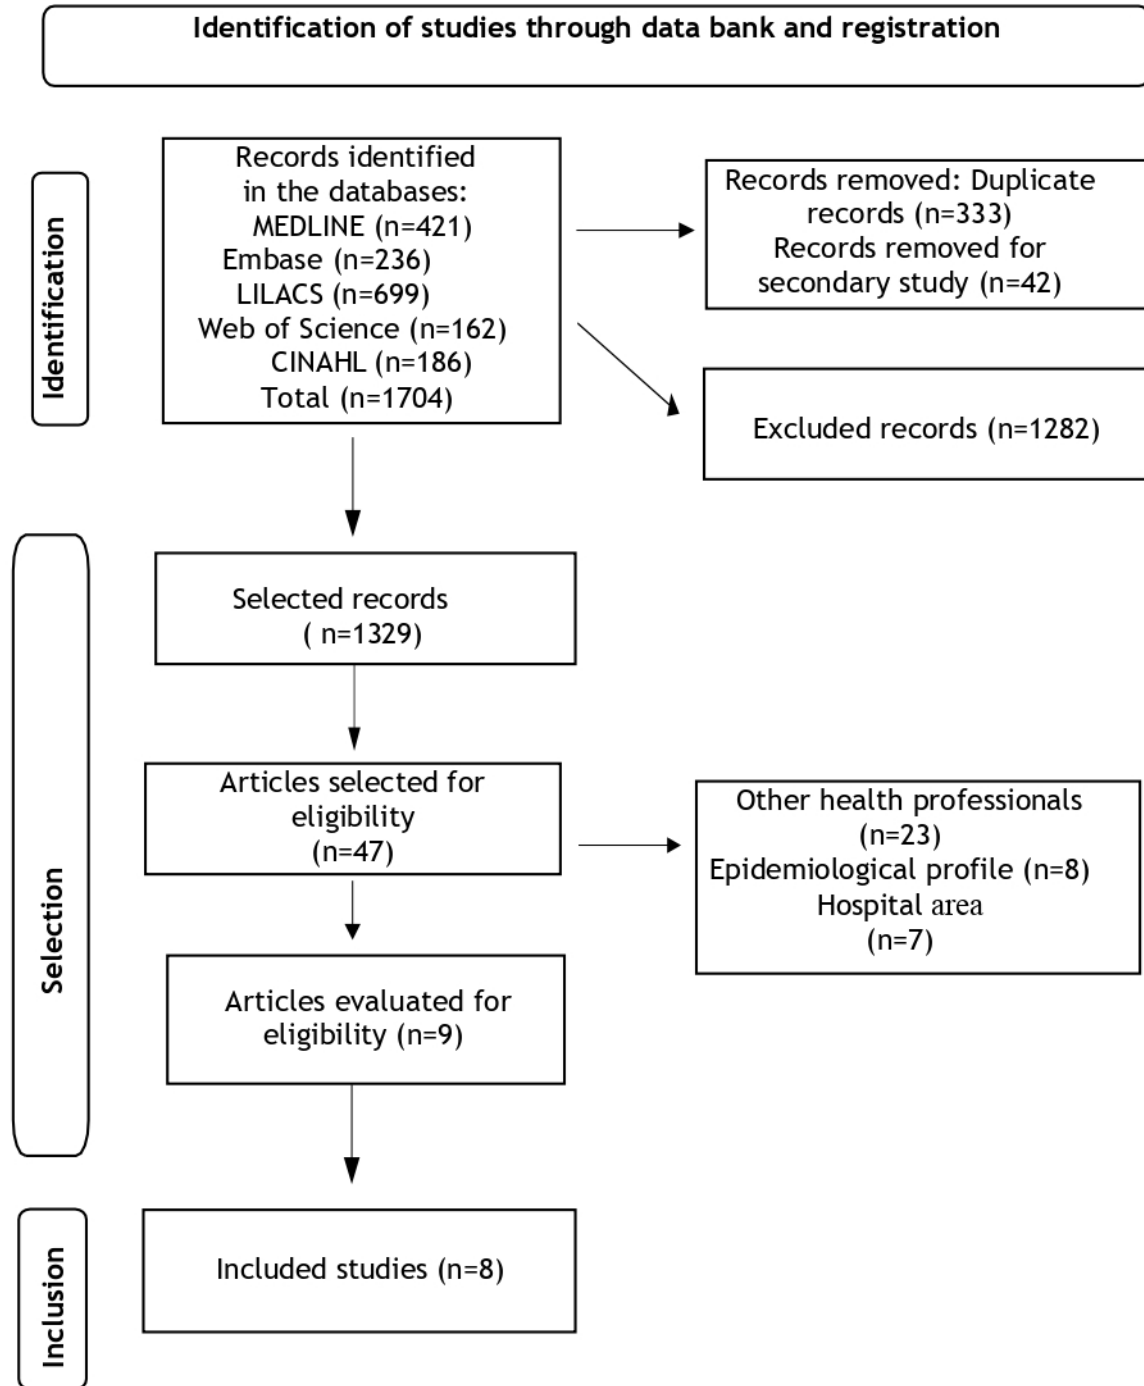 Identification of studies through data bank and registration
Identification
Records identified
in the databases:
MEDLINE (n=421)
Embase (n=236)
LILACS (n=699)
Web of Science (n=162)
CINAHL (n=186)
Total (n=1704)
Records removed: Duplicate
records (n=333)
Records removed for
secondary study (n=42)
Excluded records (n=1282)
Selection
Selected records
( n=1329)
Articles selected for
eligibility
(n=47)
Other health professionals
(n=23)
Epidemiological profile (n=8)
Hospital area
(n=7)
Articles evaluated for
eligibility (n=9)
Inclusion
Included studies (n=8)